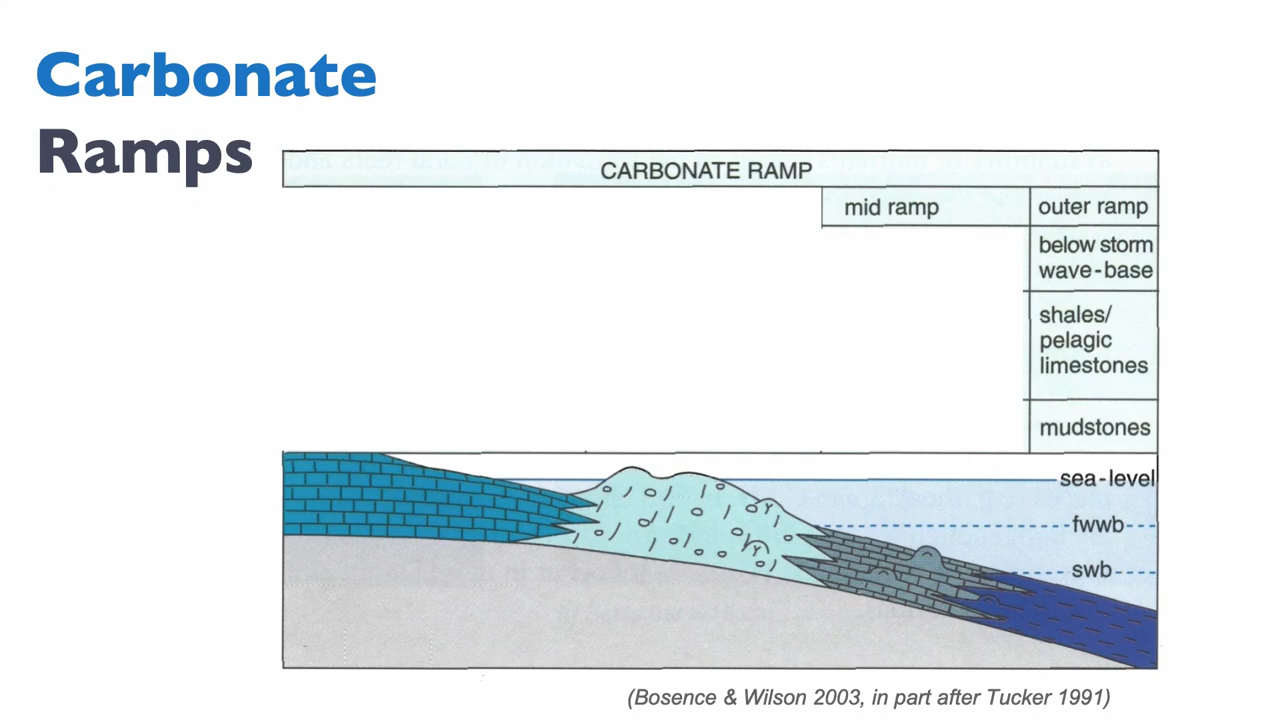 Carbonate
Ramps
CARBONATE RAMP
mid ramp
outer ramp
below storm
wave-base
shales/
pelagic
limestones
mudstones
sea-level
fwwb
swb
(Bosence & Wilson 2003, in part after Tucker 1991)